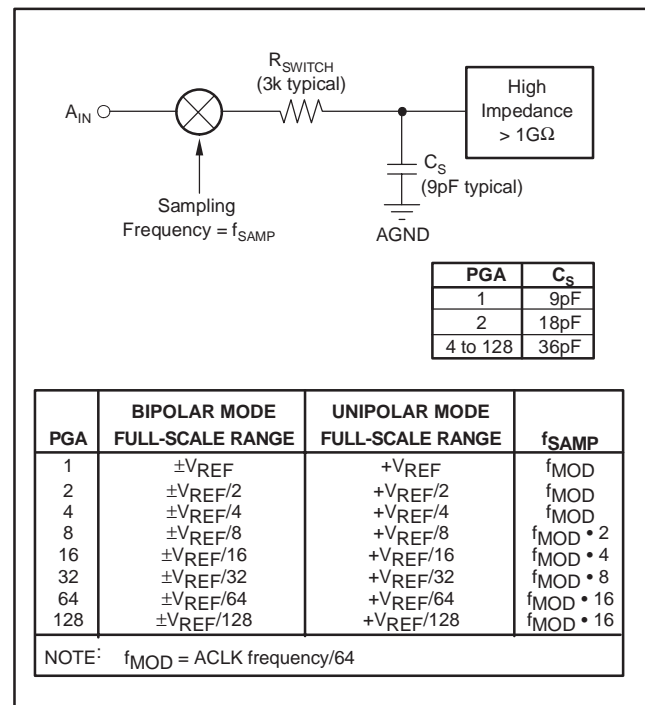 R_SWITCH
(3k typical)
A_IN
High
Impedance
> 1GΩ
C_S
(9pF typical)
Sampling
Frequency = f_SAMP
AGND
PGA C_S
1 9pF
2 18pF
4 to 128 36pF
BIPOLAR MODE UNIPOLAR MODE
PGA FULL-SCALE RANGE FULL-SCALE RANGE f_SAMP
1 ±V_REF +V_REF f_MOD
2 ±V_REF/2 +V_REF/2 f_MOD
4 ±V_REF/4 +V_REF/4 f_MOD
8 ±V_REF/8 +V_REF/8 f_MOD • 2
16 ±V_REF/16 +V_REF/16 f_MOD • 4
32 ±V_REF/32 +V_REF/32 f_MOD • 8
64 ±V_REF/64 +V_REF/64 f_MOD • 16
128 ±V_REF/128 +V_REF/128 f_MOD • 16
NOTE: f_MOD = ACLK frequency/64